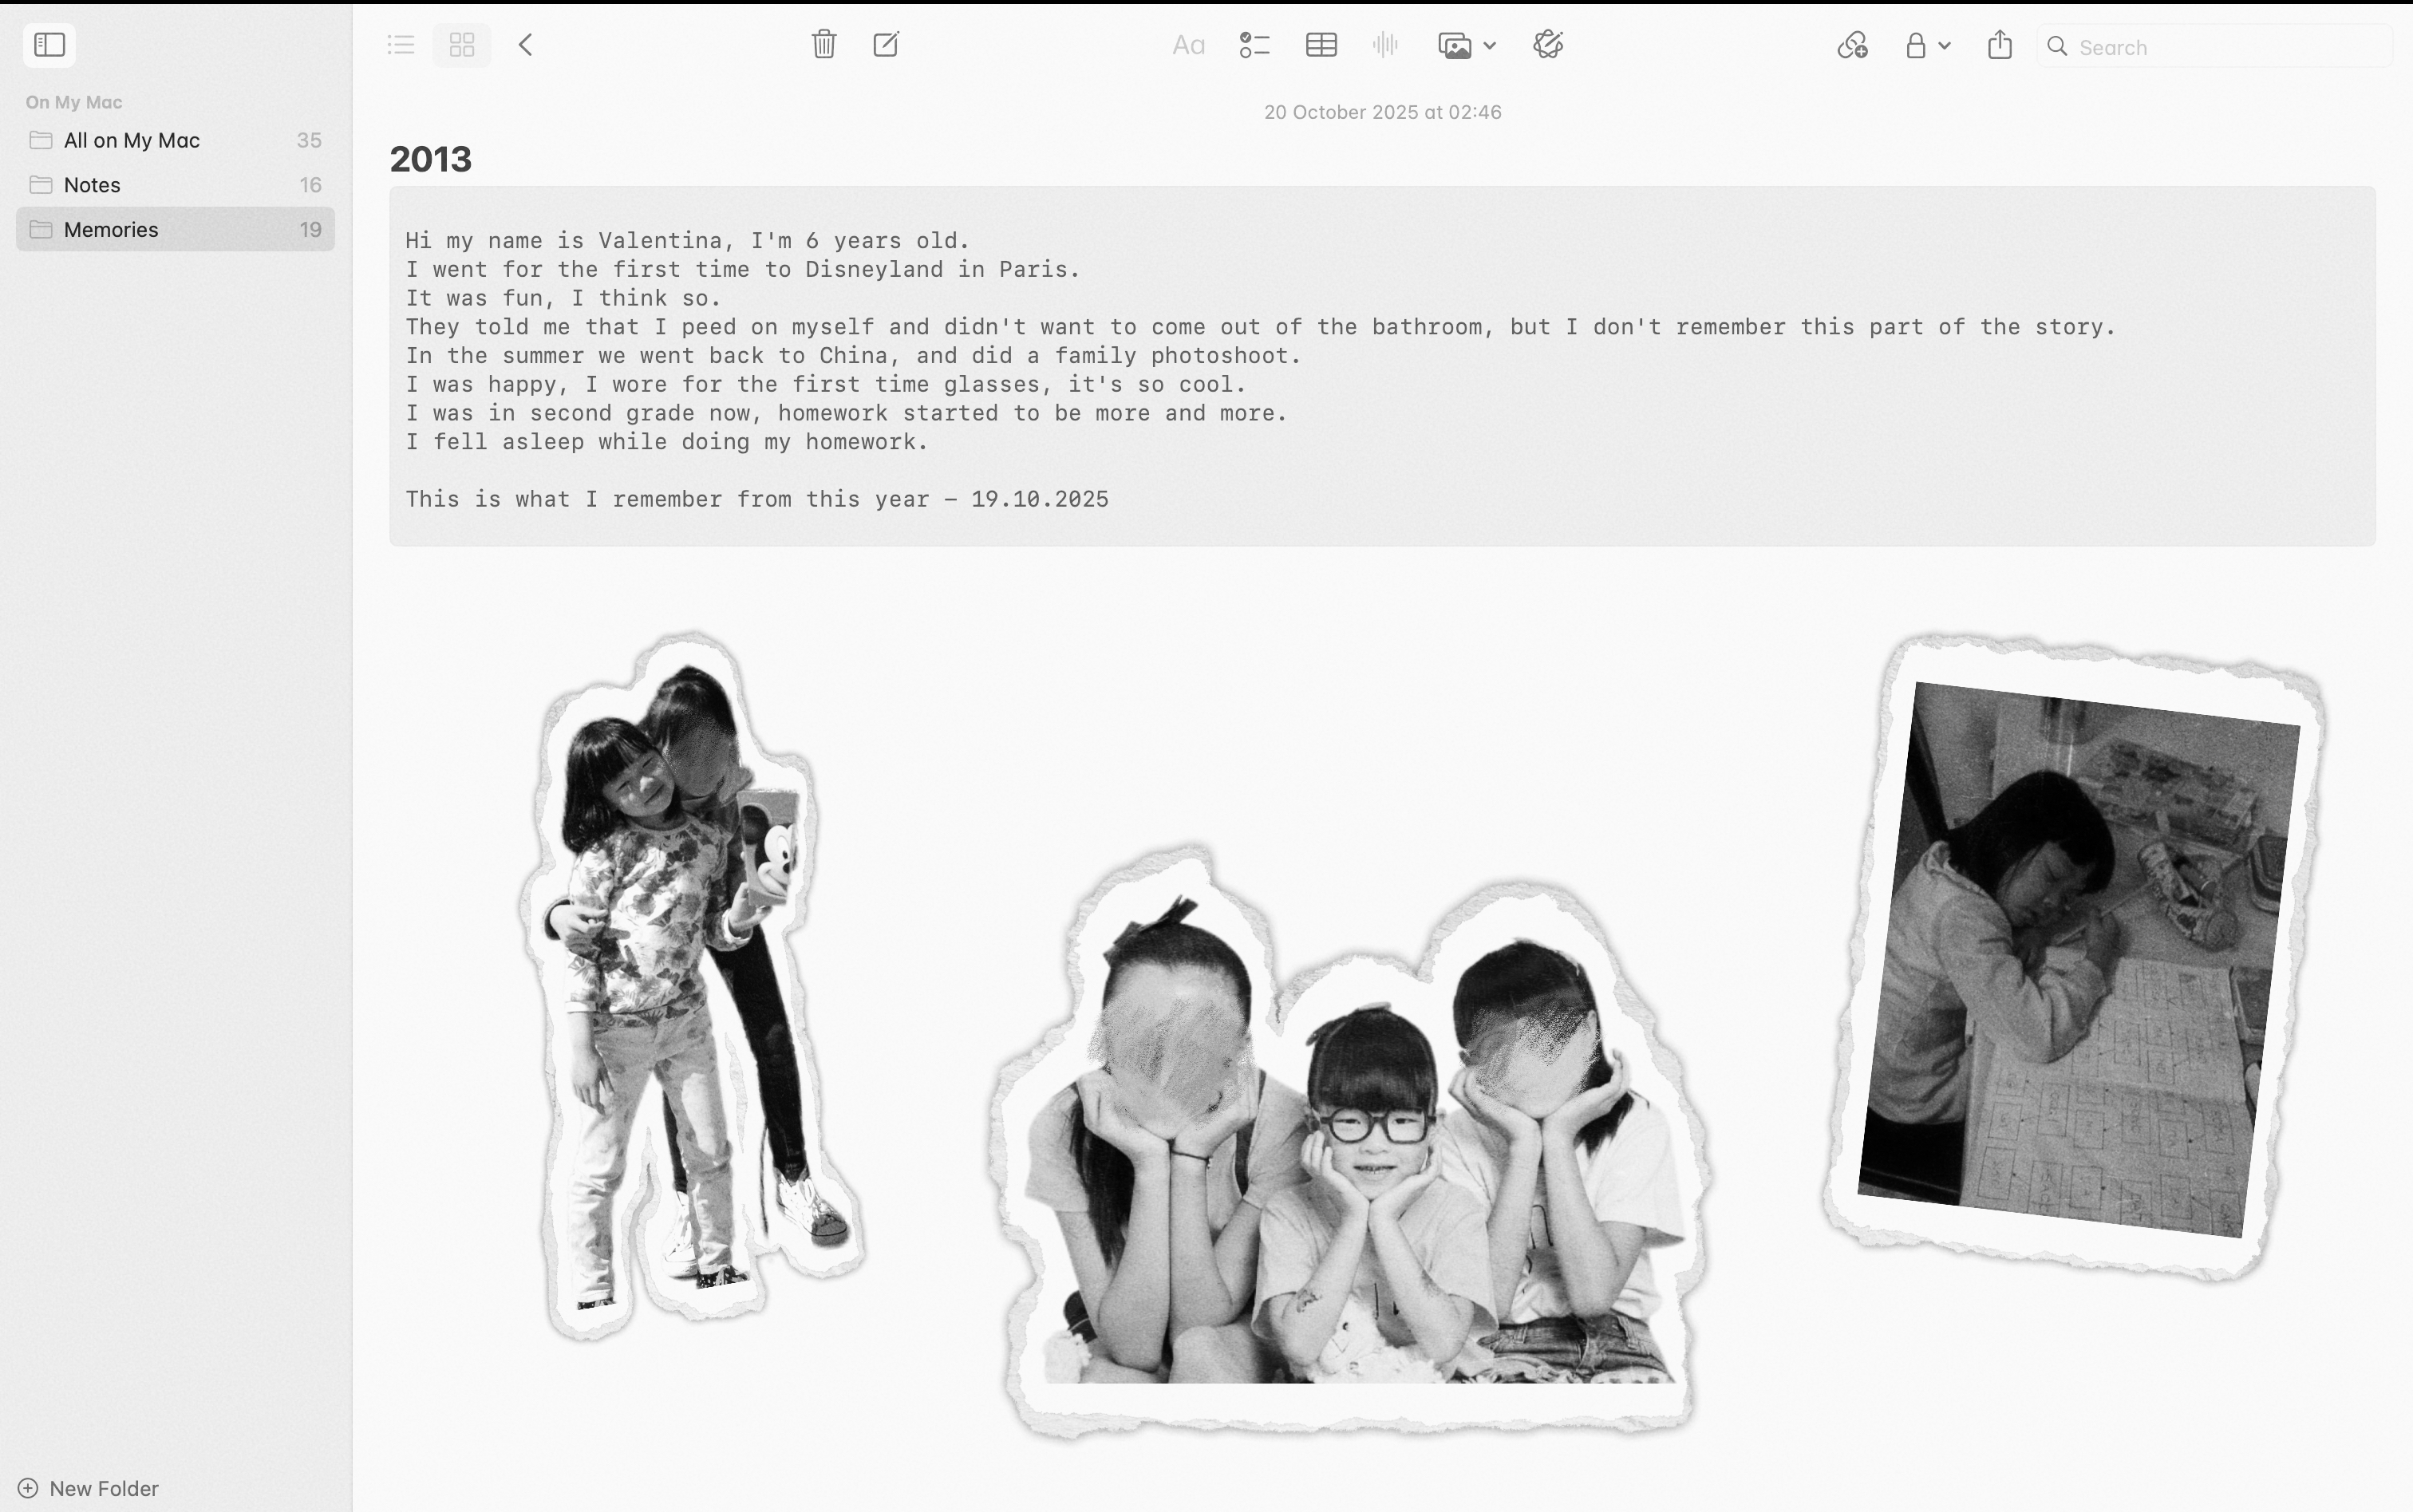 On My Mac
All on My Mac 35
Notes 16
Memories 19
New Folder
Aa
Search
20 October 2025 at 02:46
2013
Hi my name is Valentina, I'm 6 years old.
I went for the first time to Disneyland in Paris.
It was fun, I think so.
They told me that I peed on myself and didn't want to come out of the bathroom, but I don't remember this part of the story.
In the summer we went back to China, and did a family photoshoot.
I was happy, I wore for the first time glasses, it's so cool.
I was in second grade now, homework started to be more and more.
I fell asleep while doing my homework.
This is what I remember from this year – 19.10.2025